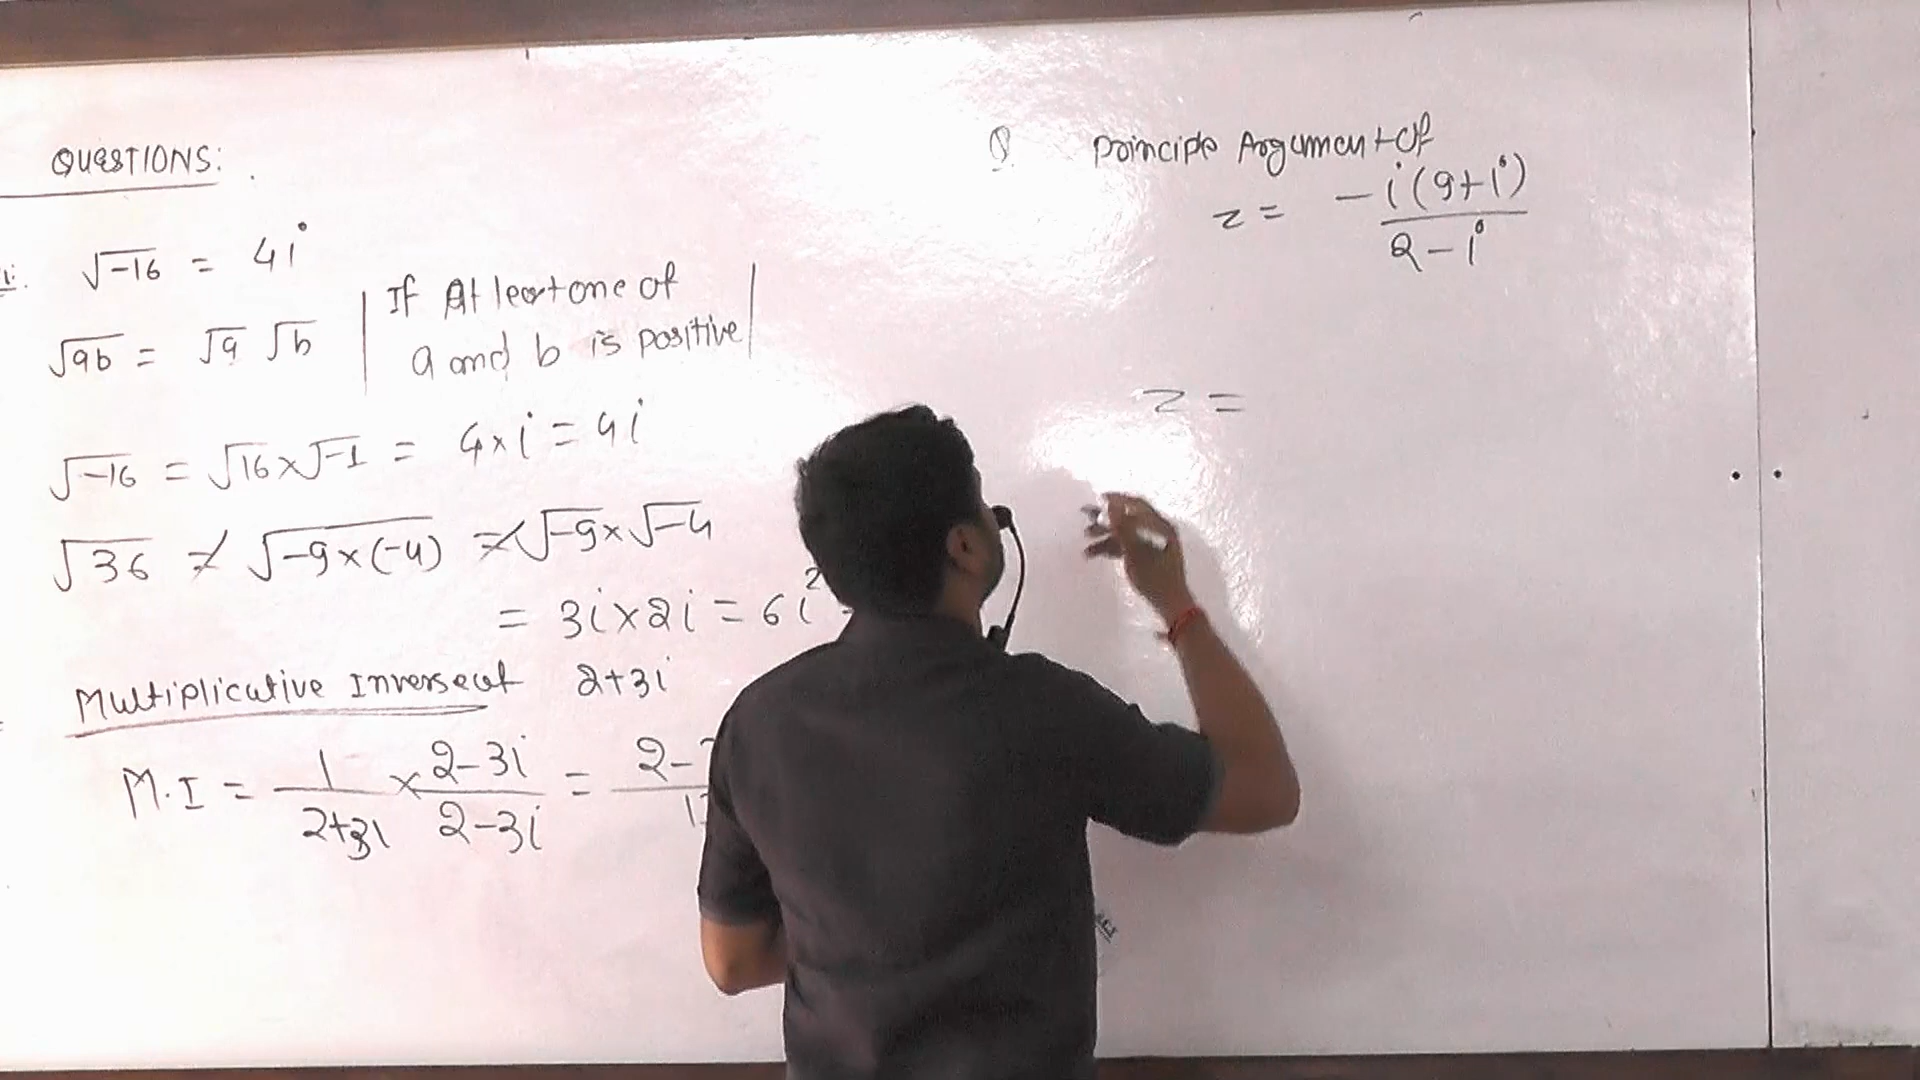 QUESTIONS:
1. √-16 = 4i
√ab = √a √b | If At least one of a and b is positive |
√-16 = √16 × √-1 = 4×i = 4i
√36 ≠ √-9×(-4) ≠ √-9 × √-4
= 3i×2i = 6i²
Multiplicative Inverse of 2+3i
M.I = 1/(2+3i) × (2-3i)/(2-3i) = 2-
Q Principle Argument Of
z = -i(9+i)/(2-i)
z =